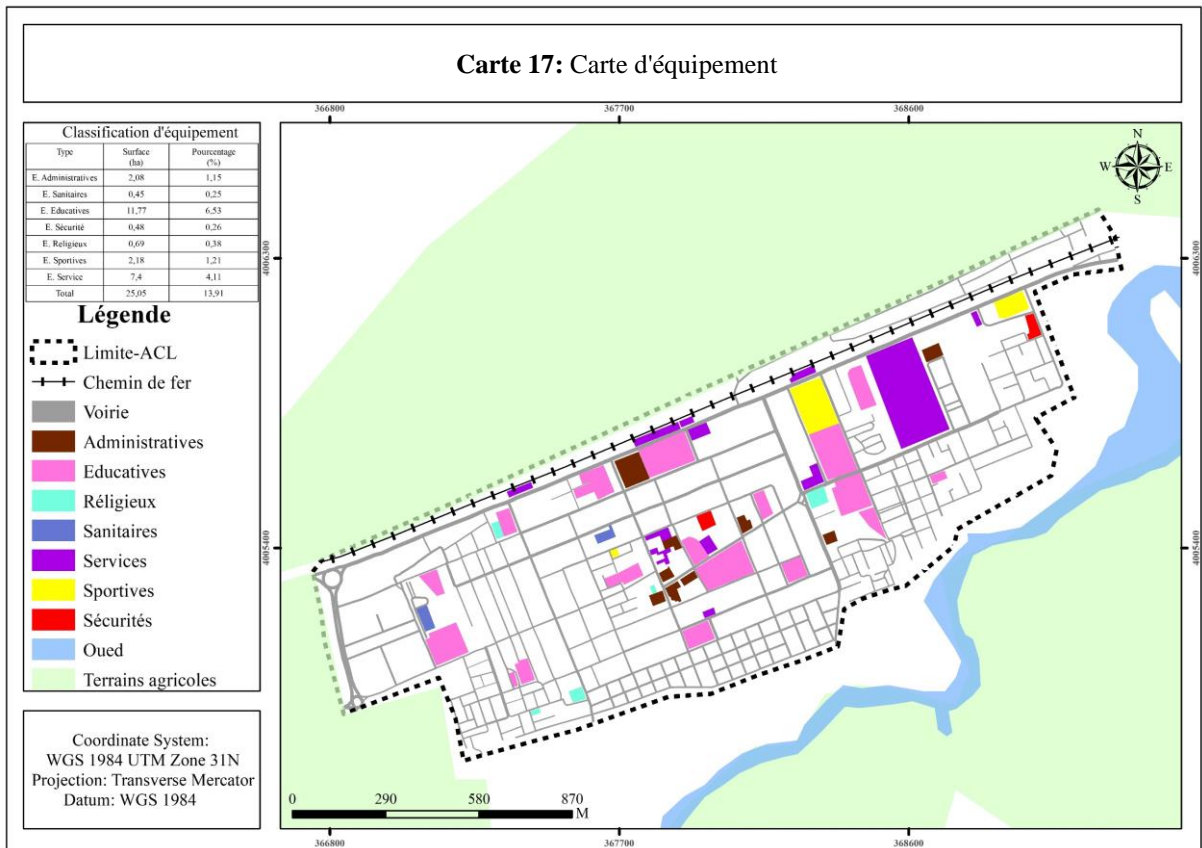 Carte 17: Carte d'équipement
366800 367700 368600
Classification d'équipement
Type Surface (ha) Pourcentage (%)
E. Administratives 2,08 1,15
E. Sanitaires 0,45 0,25
E. Educatives 11,77 6,53
E. Sécurité 0,48 0,26
E. Religieux 0,69 0,38
E. Sportives 2,18 1,21
E. Service 7,4 4,11
Total 25,05 13,91
Légende
Limite-ACL
Chemin de fer
Voirie
Administratives
Educatives
Réligieux
Sanitaires
Services
Sportives
Sécurités
Oued
Terrains agricoles
Coordinate System:
WGS 1984 UTM Zone 31N
Projection: Transverse Mercator
Datum: WGS 1984
N
W E
S
4006300 4006300
4005400 4005400
0 290 580 870
M
366800 367700 368600